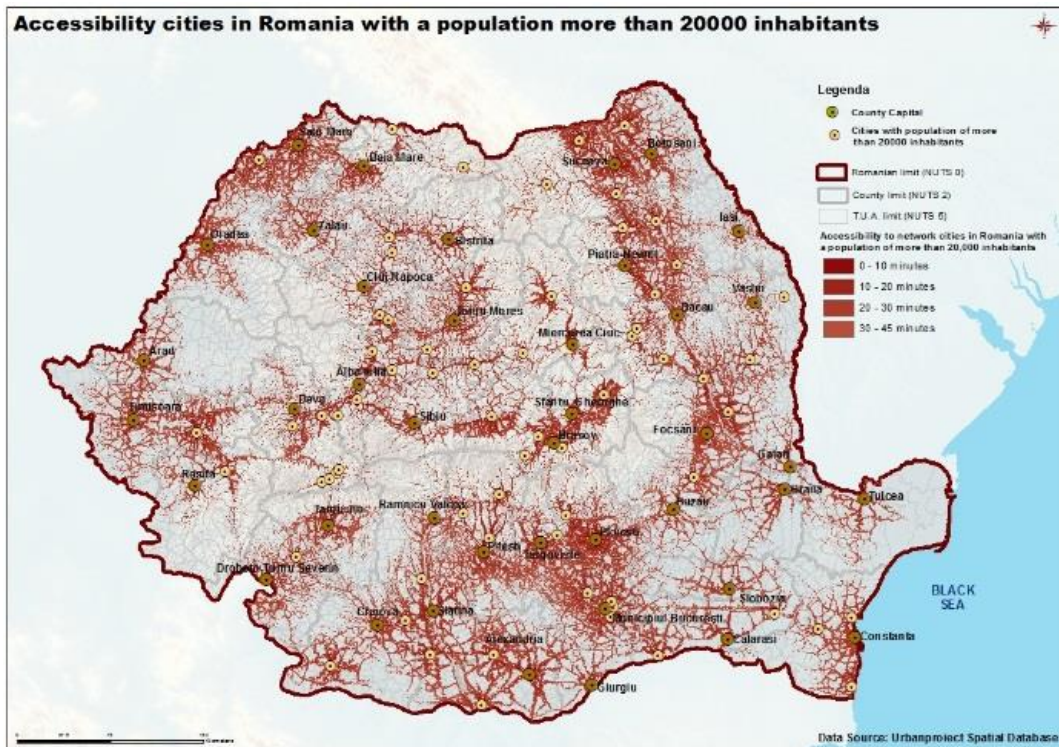 Accessibility cities in Romania with a population more than 20000 inhabitants
Legenda
County Capital
Cities with population of more
than 20000 inhabitants
Romanian limit (NUTS 0)
County limit (NUTS 2)
T.U.A. limit (NUTS 5)
Accessibility to network cities in Romania with
a population of more than 20,000 inhabitants
0 - 10 minutes
10 - 20 minutes
20 - 30 minutes
30 - 45 minutes
Satu Mare
Baia Mare
Suceava
Botosani
Iasi
Oradea
Zalau
Bistrita
Piatra-Neamt
Cluj Napoca
Vaslui
Bacau
Targu Mures
Miercurea Ciuc
Arad
Alba Iulia
Deva
Timisoara
Sibiu
Sfantu Gheorghe
Brasov
Focsani
Resita
Galati
Braila
Tulcea
Ramnicu Valcea
Buzau
Pitesti
Targoviste
Ploiesti
Drobeta-Turnu Severin
Slobozia
Craiova
Slatina
Municipiul Bucuresti
Alexandria
Calarasi
Constanta
Giurgiu
BLACK
SEA
Data Source: Urbanproiect Spatial Database